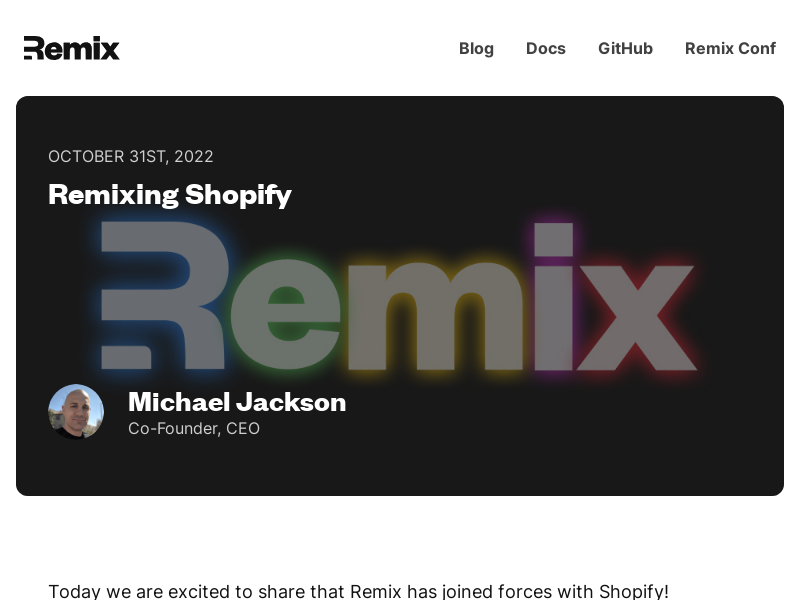 Remix
Blog Docs GitHub Remix Conf
OCTOBER 31ST, 2022
Remixing Shopify
Remix
Michael Jackson
Co-Founder, CEO
Today we are excited to share that Remix has joined forces with Shopify!